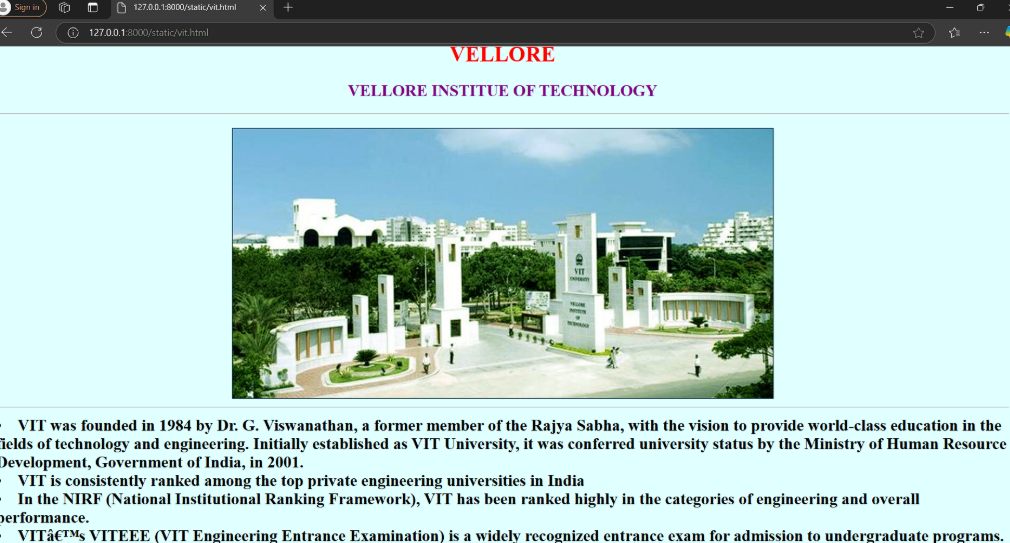 Sign in
127.0.0.1:8000/static/vit.html
127.0.0.1:8000/static/vit.html
VELLORE
VELLORE INSTITUE OF TECHNOLOGY
VIT
UNIVERSITY
VELLORE
INSTITUTE
OF
TECHNOLOGY
• VIT was founded in 1984 by Dr. G. Viswanathan, a former member of the Rajya Sabha, with the vision to provide world-class education in the
fields of technology and engineering. Initially established as VIT University, it was conferred university status by the Ministry of Human Resource
Development, Government of India, in 2001.
• VIT is consistently ranked among the top private engineering universities in India
• In the NIRF (National Institutional Ranking Framework), VIT has been ranked highly in the categories of engineering and overall
performance.
• VITâ€™s VITEEE (VIT Engineering Entrance Examination) is a widely recognized entrance exam for admission to undergraduate programs.